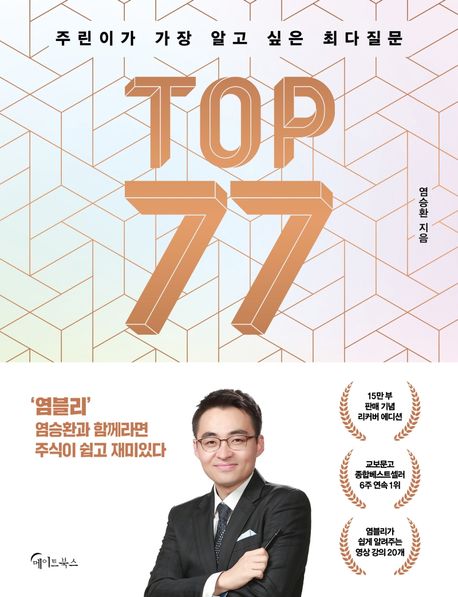 주린이가 가장 알고 싶은 최다질문
TOP
77
염승환 지음
‘염블리’
염승환과 함께라면
주식이 쉽고 재미있다
15만 부
판매 기념
리커버 에디션
교보문고
종합베스트셀러
6주 연속 1위
염블리가
쉽게 알려주는
영상 강의 20개
메이트북스